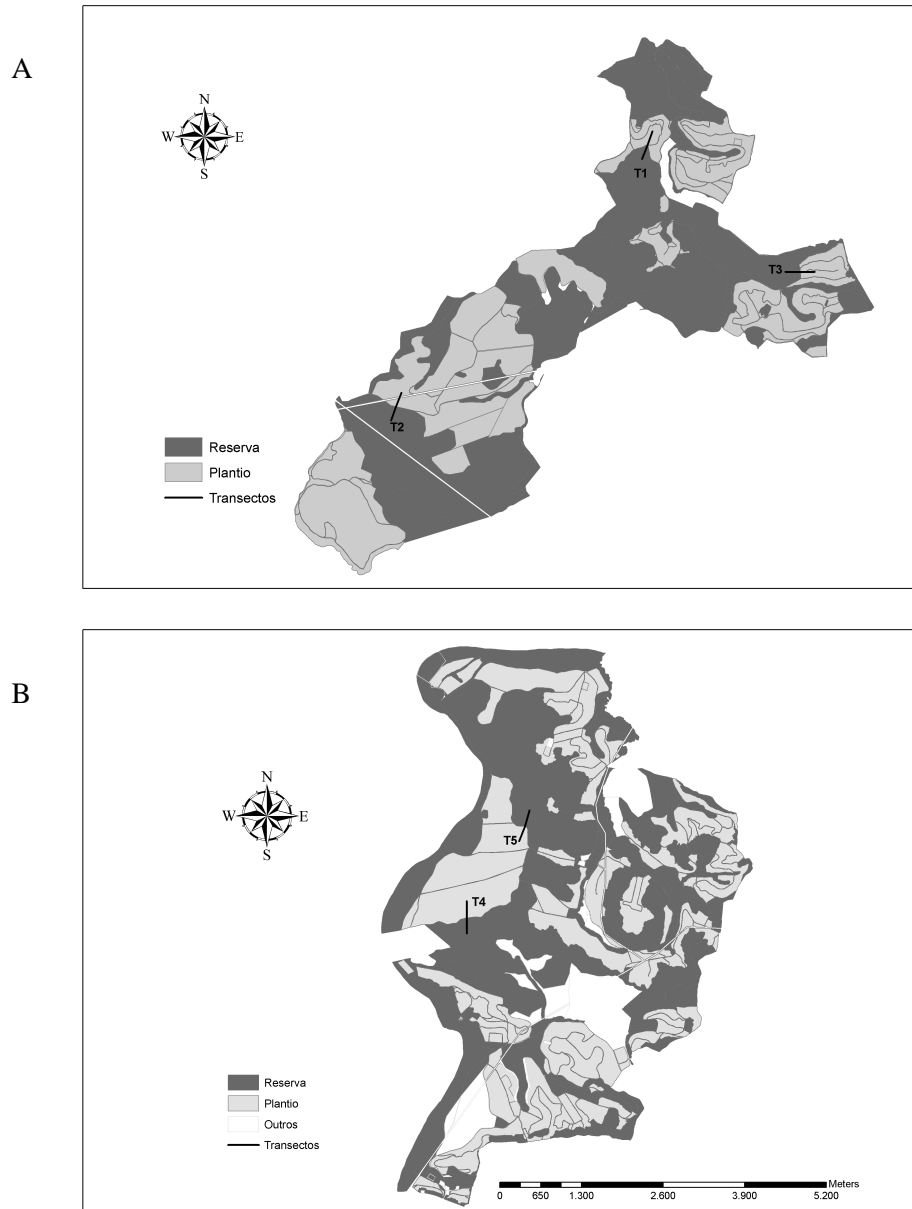 A
N
W E
S
T1
T3
T2
Reserva
Plantio
Transectos
B
N
W E
S
T5
T4
Reserva
Plantio
Outros
Transectos
Meters
0 650 1.300 2.600 3.900 5.200